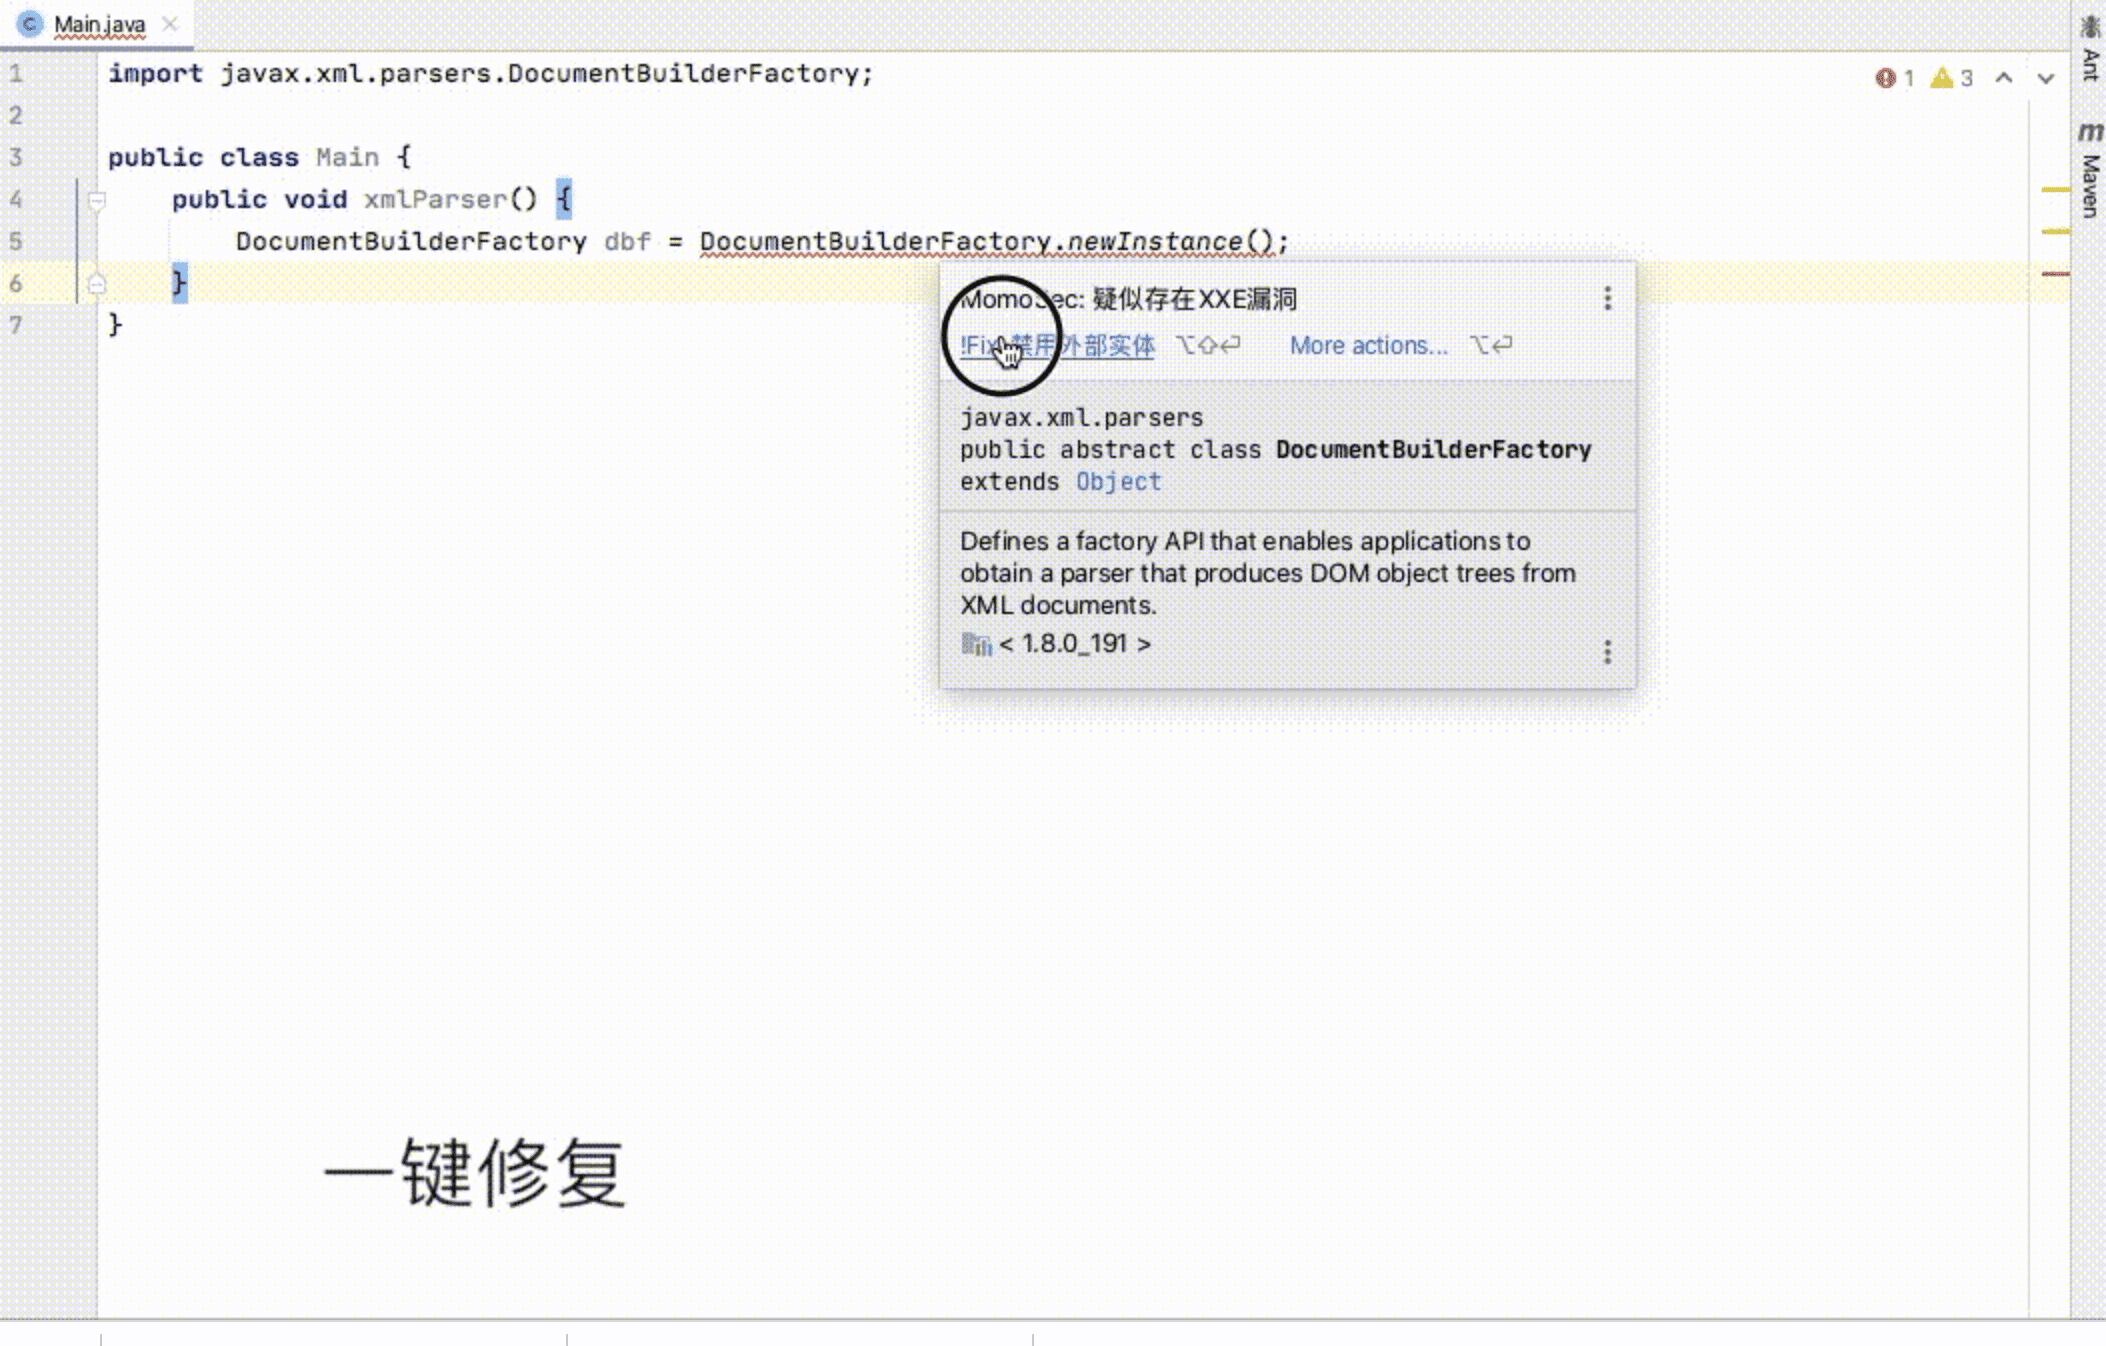 Main.java
1 import javax.xml.parsers.DocumentBuilderFactory;
2
3 public class Main {
4 public void xmlParser() {
5 DocumentBuilderFactory dbf = DocumentBuilderFactory.newInstance();
6 }
7 }
1 3
Ant
m Maven
MomoSec: 疑似存在XXE漏洞
!Fix: 禁用外部实体 ⌥⇧⏎ More actions... ⌥⏎
javax.xml.parsers
public abstract class DocumentBuilderFactory
extends Object
Defines a factory API that enables applications to
obtain a parser that produces DOM object trees from
XML documents.
< 1.8.0_191 >
一键修复